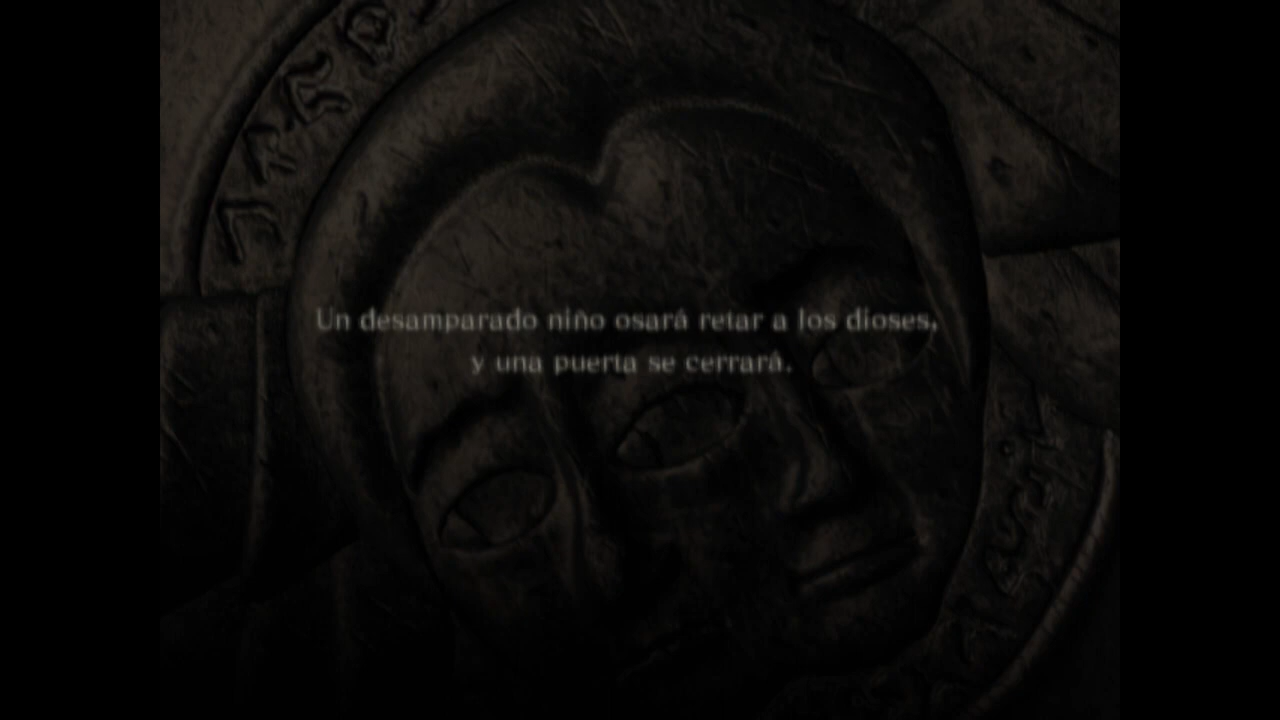 Un desamparado niño osará retar a los dioses,
y una puerta se cerrará.